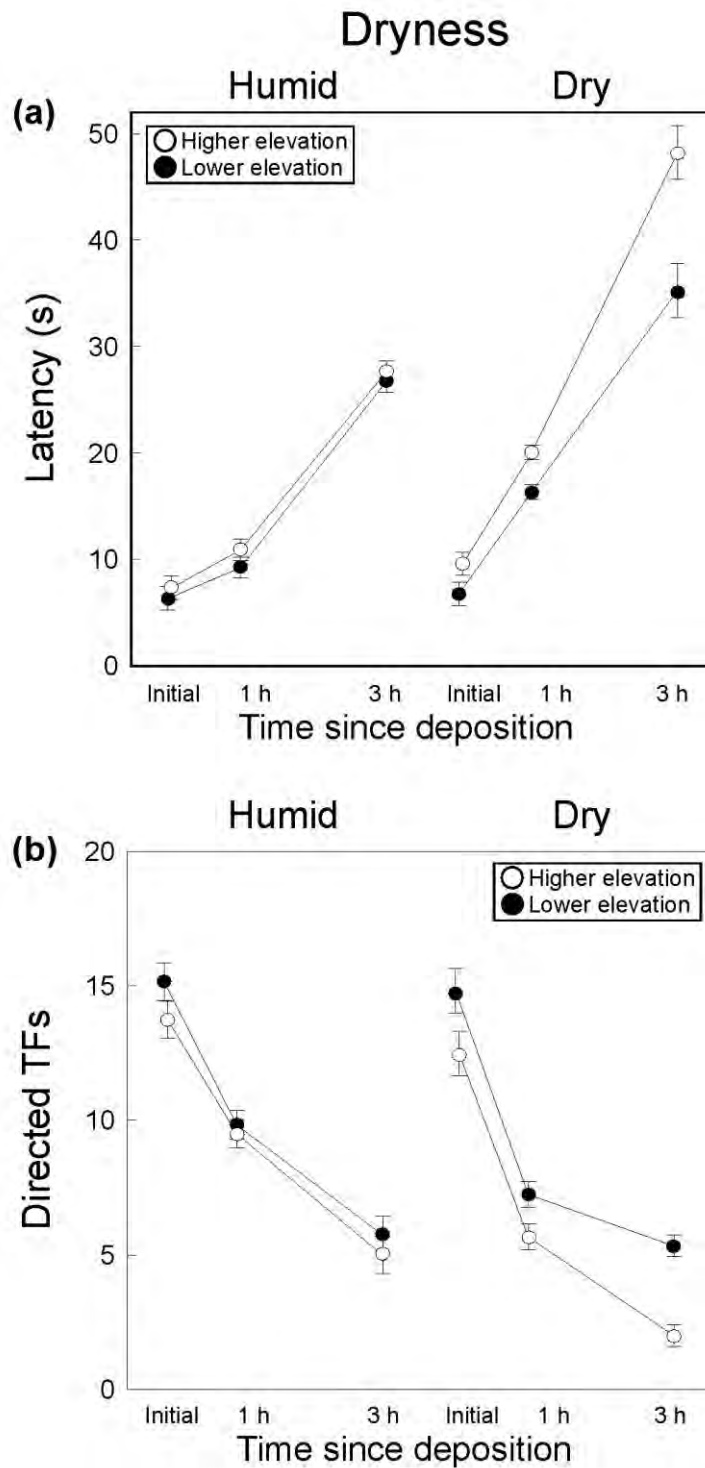 Dryness
Humid Dry
(a)
Higher elevation
Lower elevation
50
40
30
20
10
0
Latency (s)
Initial 1 h 3 h Initial 1 h 3 h
Time since deposition
Humid Dry
(b)
Higher elevation
Lower elevation
20
15
10
5
0
Directed TFs
Initial 1 h 3 h Initial 1 h 3 h
Time since deposition